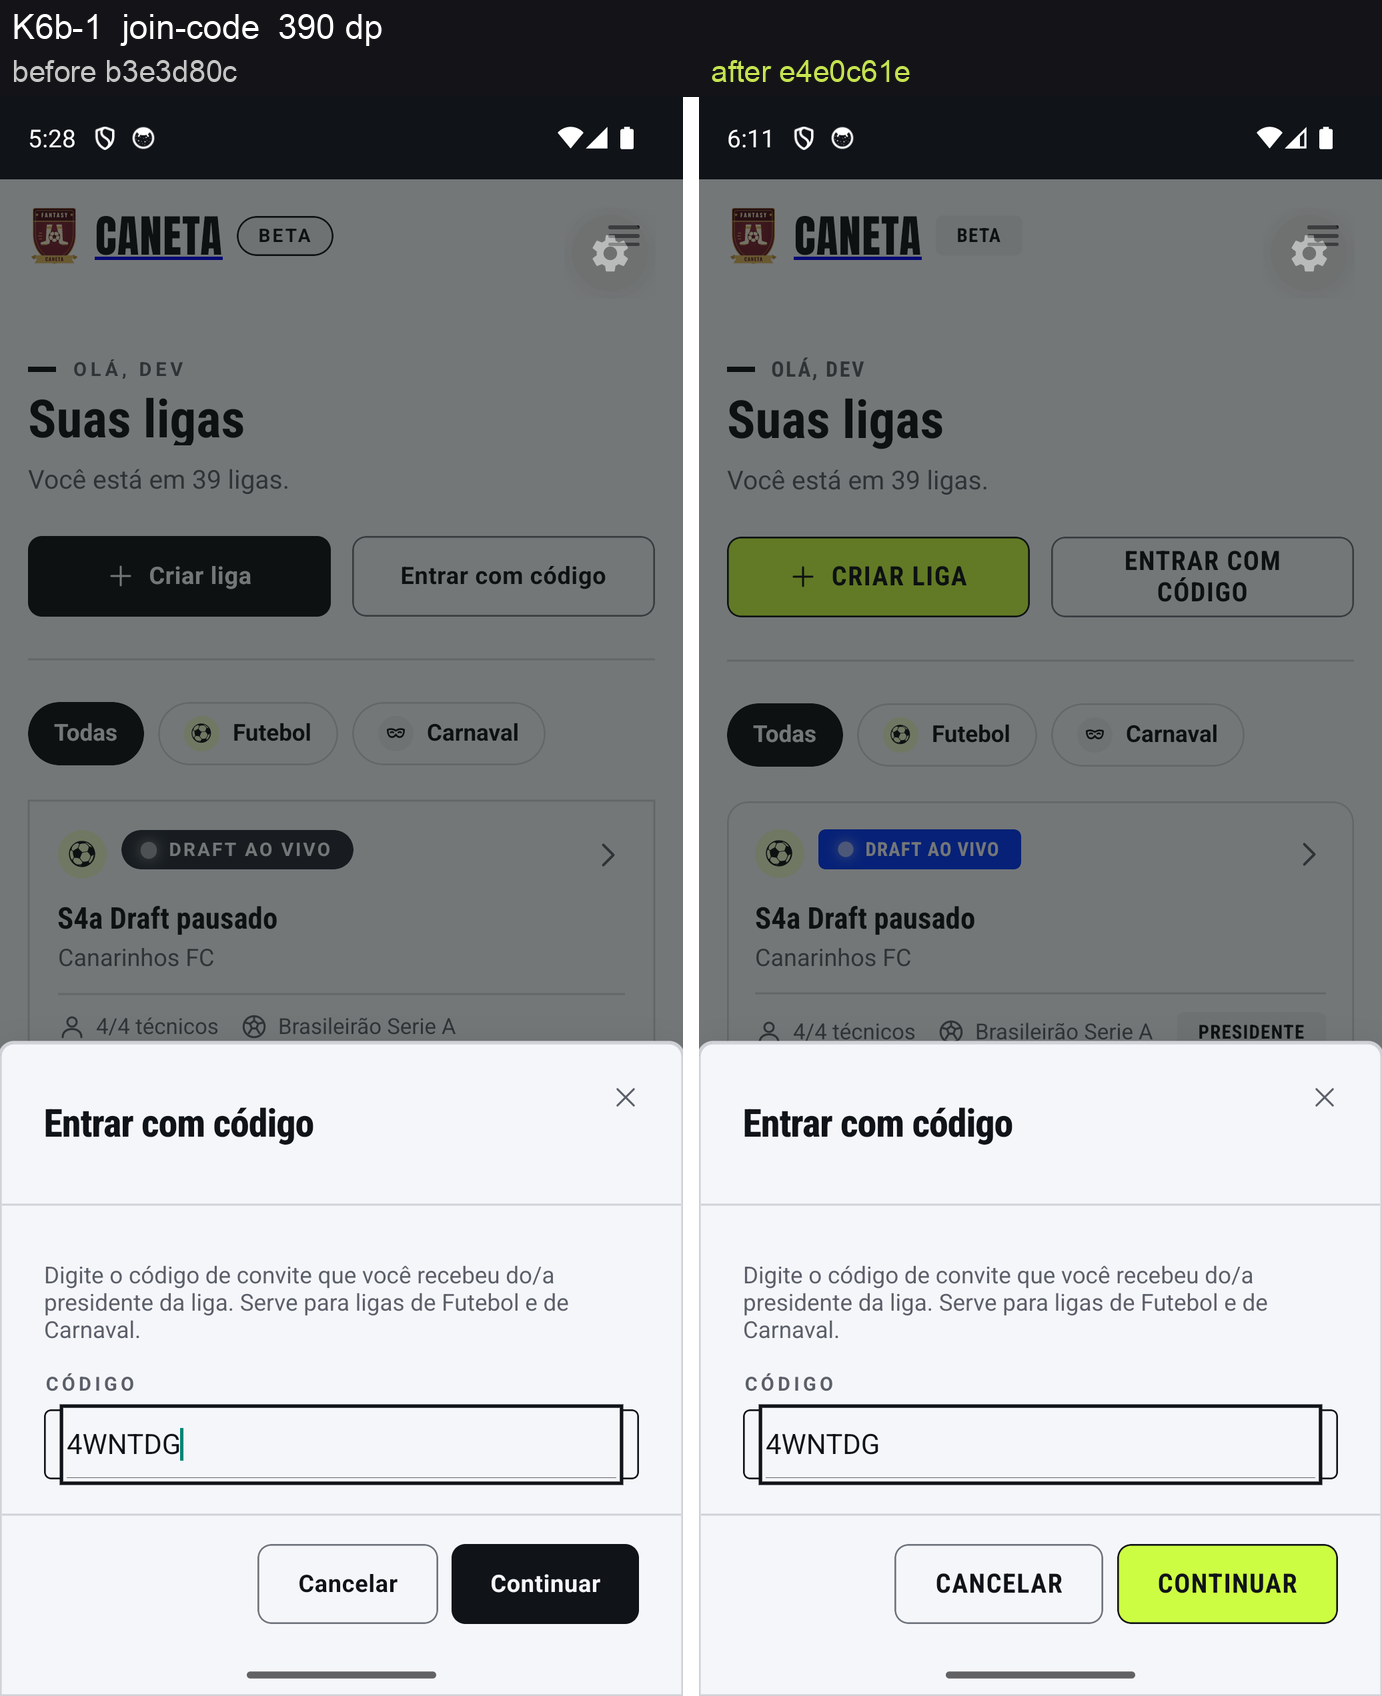 K6b-1 join-code 390 dp
before b3e3d80c
5:28
FANTASY
CANETA
CANETA
BETA
OLÁ, DEV
Suas ligas
Você está em 39 ligas.
Criar liga
Entrar com código
Todas
Futebol
Carnaval
DRAFT AO VIVO
S4a Draft pausado
Canarinhos FC
4/4 técnicos
Brasileirão Serie A
Entrar com código
Digite o código de convite que você recebeu do/a
presidente da liga. Serve para ligas de Futebol e de
Carnaval.
CÓDIGO
4WNTDG
Cancelar
Continuar
after e4e0c61e
6:11
FANTASY
CANETA
CANETA
BETA
OLÁ, DEV
Suas ligas
Você está em 39 ligas.
CRIAR LIGA
ENTRAR COM
CÓDIGO
Todas
Futebol
Carnaval
DRAFT AO VIVO
S4a Draft pausado
Canarinhos FC
4/4 técnicos
Brasileirão Serie A
PRESIDENTE
Entrar com código
Digite o código de convite que você recebeu do/a
presidente da liga. Serve para ligas de Futebol e de
Carnaval.
CÓDIGO
4WNTDG
CANCELAR
CONTINUAR